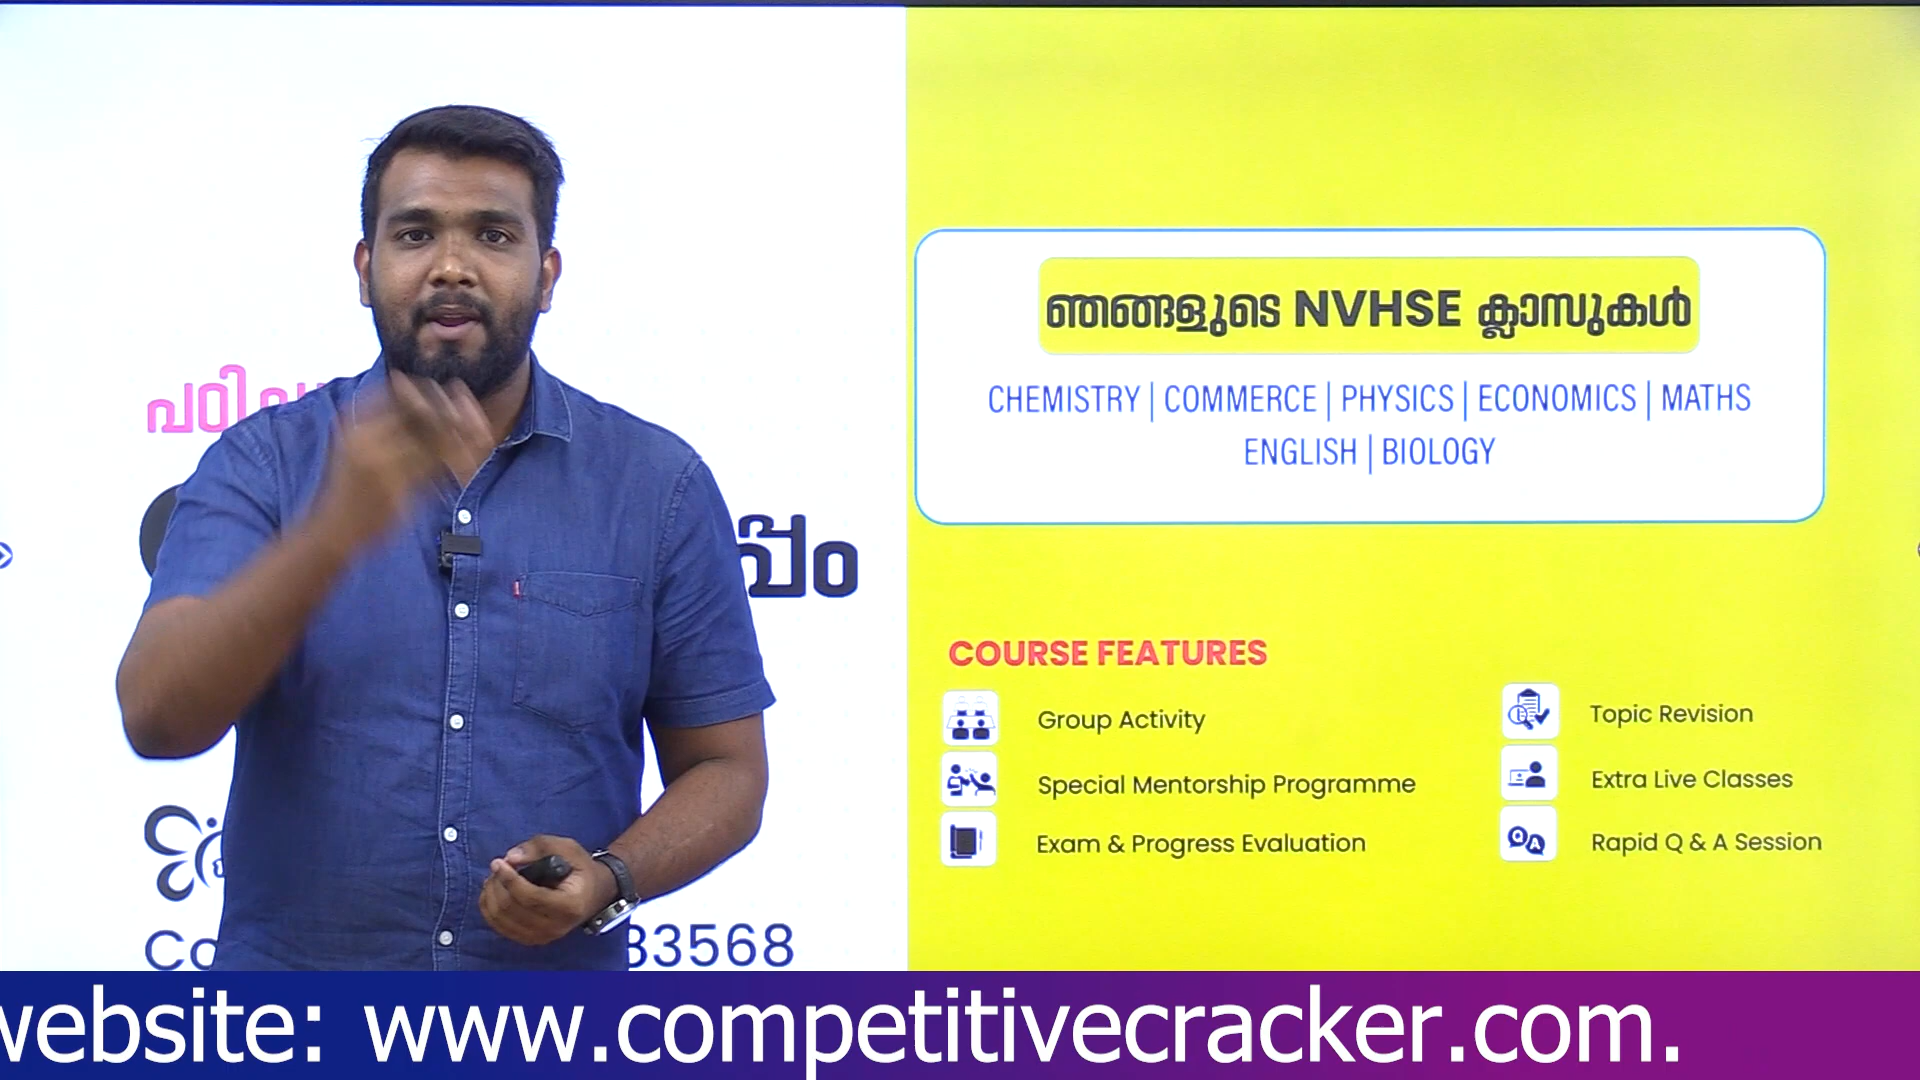 ഞങ്ങളുടെ NVHSE ക്ലാസുകൾ
CHEMISTRY | COMMERCE | PHYSICS | ECONOMICS | MATHS
ENGLISH | BIOLOGY
COURSE FEATURES
Group Activity
Special Mentorship Programme
Exam & Progress Evaluation
Topic Revision
Extra Live Classes
Rapid Q & A Session
83568
website: www.competitivecracker.com.